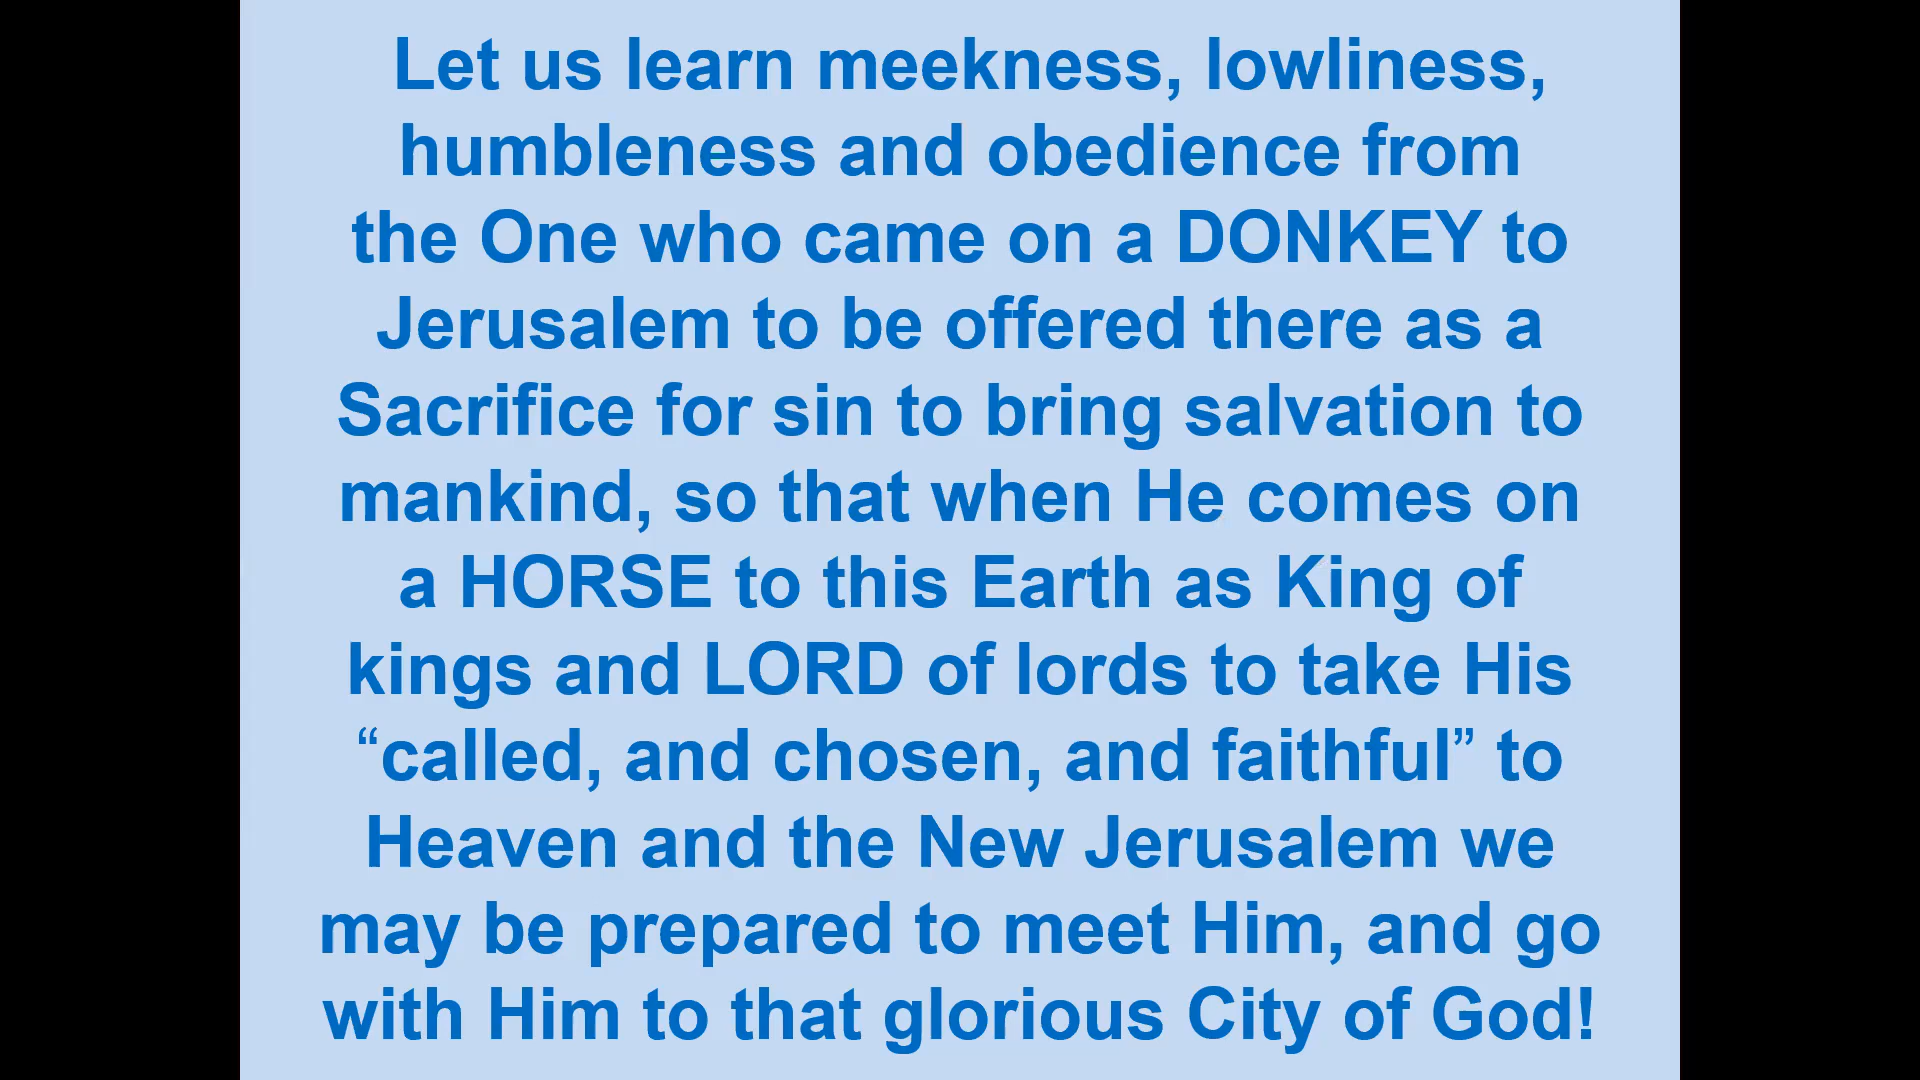 Let us learn meekness, lowliness,
humbleness and obedience from
the One who came on a DONKEY to
Jerusalem to be offered there as a
Sacrifice for sin to bring salvation to
mankind, so that when He comes on
a HORSE to this Earth as King of
kings and LORD of lords to take His
“called, and chosen, and faithful” to
Heaven and the New Jerusalem we
may be prepared to meet Him, and go
with Him to that glorious City of God!